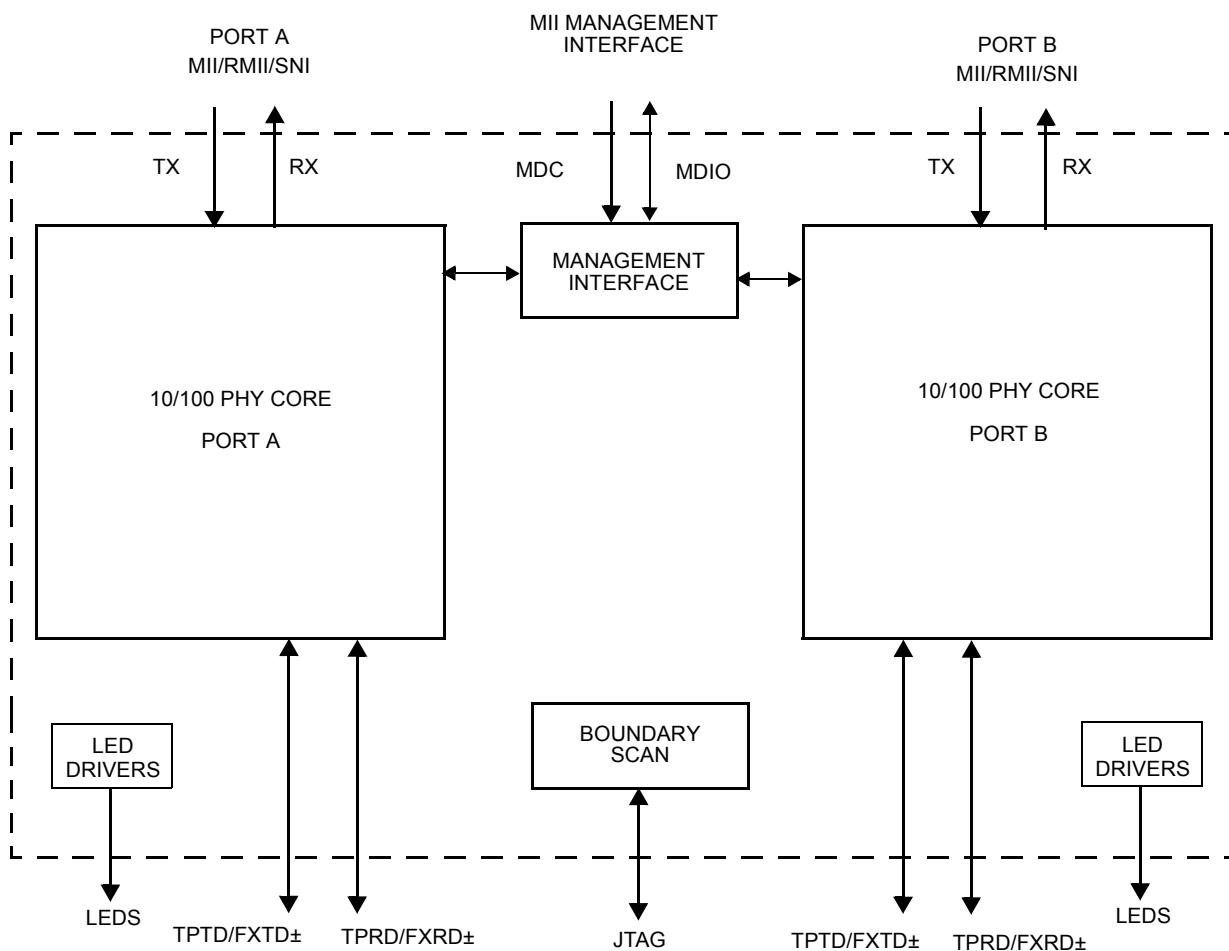 PORT A
MII/RMII/SNI
MII MANAGEMENT
INTERFACE
PORT B
MII/RMII/SNI
TX
RX
MDC
MDIO
TX
RX
MANAGEMENT
INTERFACE
10/100 PHY CORE
PORT A
10/100 PHY CORE
PORT B
LED
DRIVERS
BOUNDARY
SCAN
LED
DRIVERS
LEDS
TPTD/FXTD±
TPRD/FXRD±
JTAG
TPTD/FXTD±
TPRD/FXRD±
LEDS